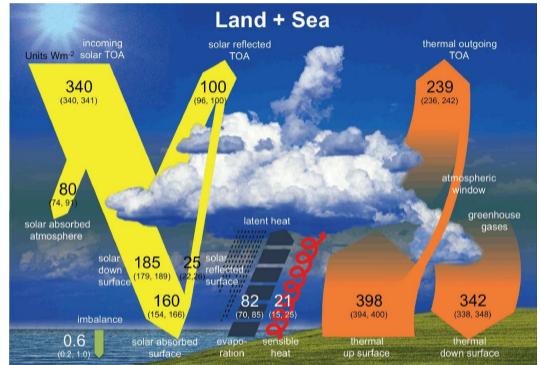 Land + Sea
Units Wm-2
incoming
solar TOA
solar reflected
TOA
thermal outgoing
TOA
340
(340, 341)
100
(96, 100)
239
(236, 242)
80
(74, 91)
solar absorbed
atmosphere
atmospheric
window
greenhouse
gases
latent heat
solar
down
surface
185
(179, 189)
25
(22,26)
solar
reflected
surface
160
(154, 166)
82
(70, 85)
21
(15, 25)
398
(394, 400)
342
(338, 348)
imbalance
0.6
(0.2, 1.0)
solar absorbed
surface
evapo-
ration
sensible
heat
thermal
up surface
thermal
down surface